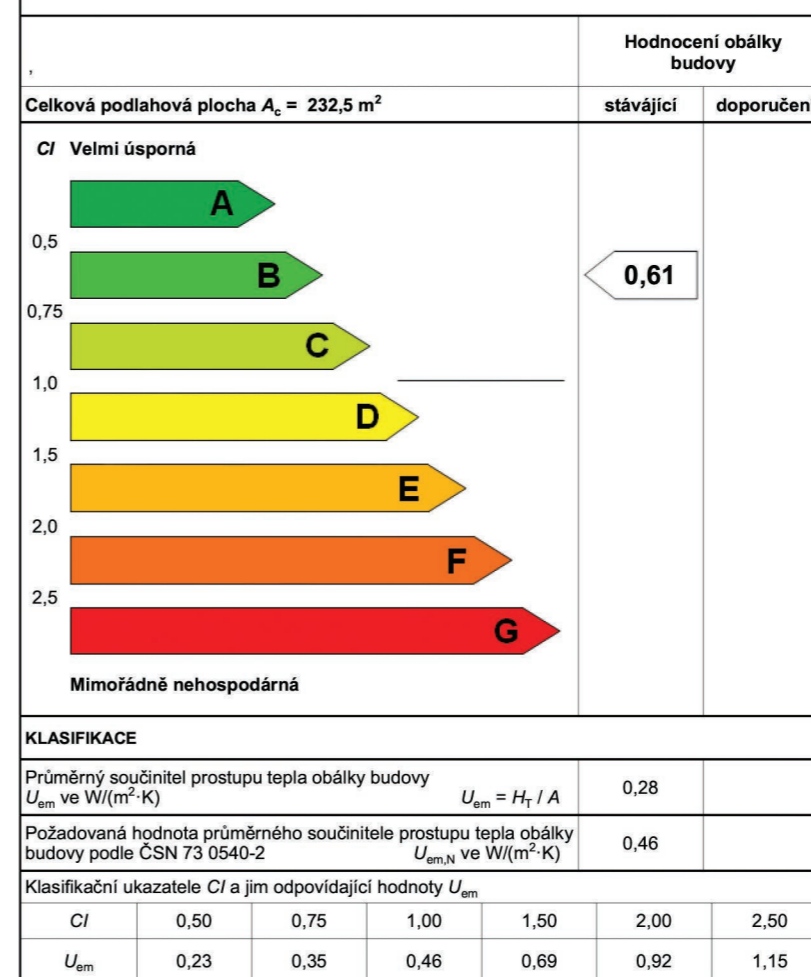 Hodnocení obálky
budovy
,
Celková podlahová plocha Ac = 232,5 m2
stávající
doporučen
CI Velmi úsporná
A
0,5
B
0,61
0,75
C
1,0
D
1,5
E
2,0
F
2,5
G
Mimořádně nehospodárná
KLASIFIKACE
Průměrný součinitel prostupu tepla obálky budovy
Uem ve W/(m2·K) Uem = HT / A
0,28
Požadovaná hodnota průměrného součinitele prostupu tepla obálky
budovy podle ČSN 73 0540-2 Uem,N ve W/(m2·K)
0,46
Klasifikační ukazatele CI a jim odpovídající hodnoty Uem
CI 0,50 0,75 1,00 1,50 2,00 2,50
Uem 0,23 0,35 0,46 0,69 0,92 1,15